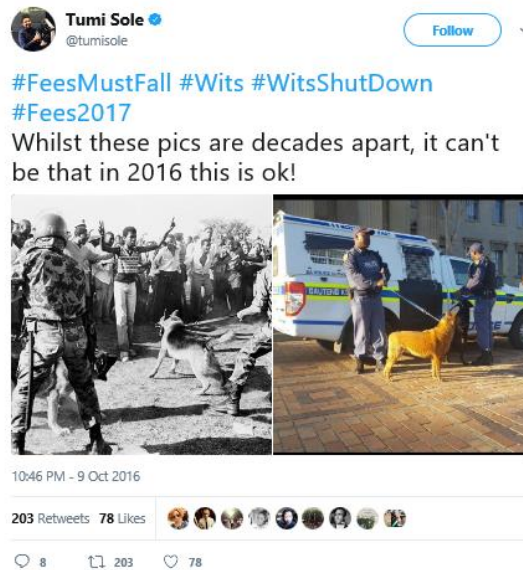 Tumi Sole
@tumisole
Follow
#FeesMustFall #Wits #WitsShutDown
#Fees2017
Whilst these pics are decades apart, it can't
be that in 2016 this is ok!
10:46 PM - 9 Oct 2016
203 Retweets 78 Likes
8 203 78